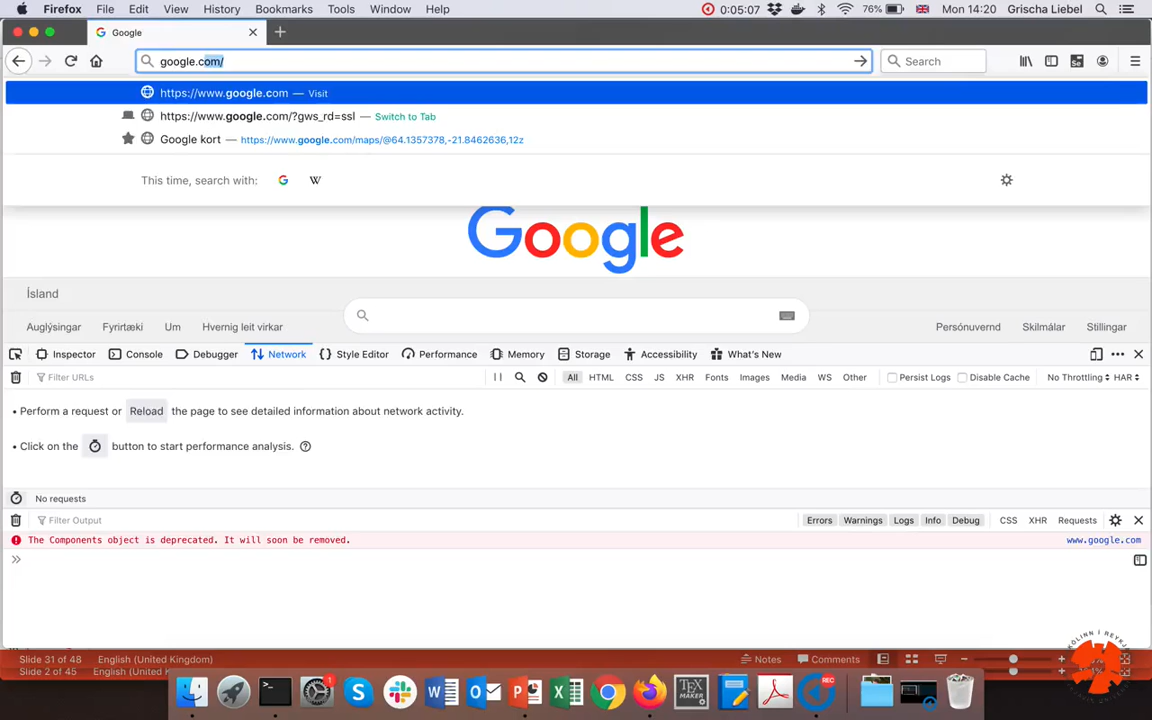 Firefox File Edit View History Bookmarks Tools Window Help 0:05:07 76% Mon 14:20 Grischa Liebel
Google
google.com/
Search
https://www.google.com — Visit
https://www.google.com/?gws_rd=ssl — Switch to Tab
Google kort — https://www.google.com/maps/@64.1357378,-21.8462636,12z
This time, search with: G W
Google
Ísland
Auglýsingar Fyrirtæki Um Hvernig leit virkar Persónuvernd Skilmálar Stillingar
Inspector Console Debugger Network Style Editor Performance Memory Storage Accessibility What's New
Filter URLs All HTML CSS JS XHR Fonts Images Media WS Other Persist Logs Disable Cache No Throttling HAR
• Perform a request or Reload the page to see detailed information about network activity.
• Click on the button to start performance analysis. ?
No requests
Filter Output Errors Warnings Logs Info Debug CSS XHR Requests
The Components object is deprecated. It will soon be removed. www.google.com
Slide 31 of 48 English (United Kingdom) Notes Comments
Slide 2 of 45